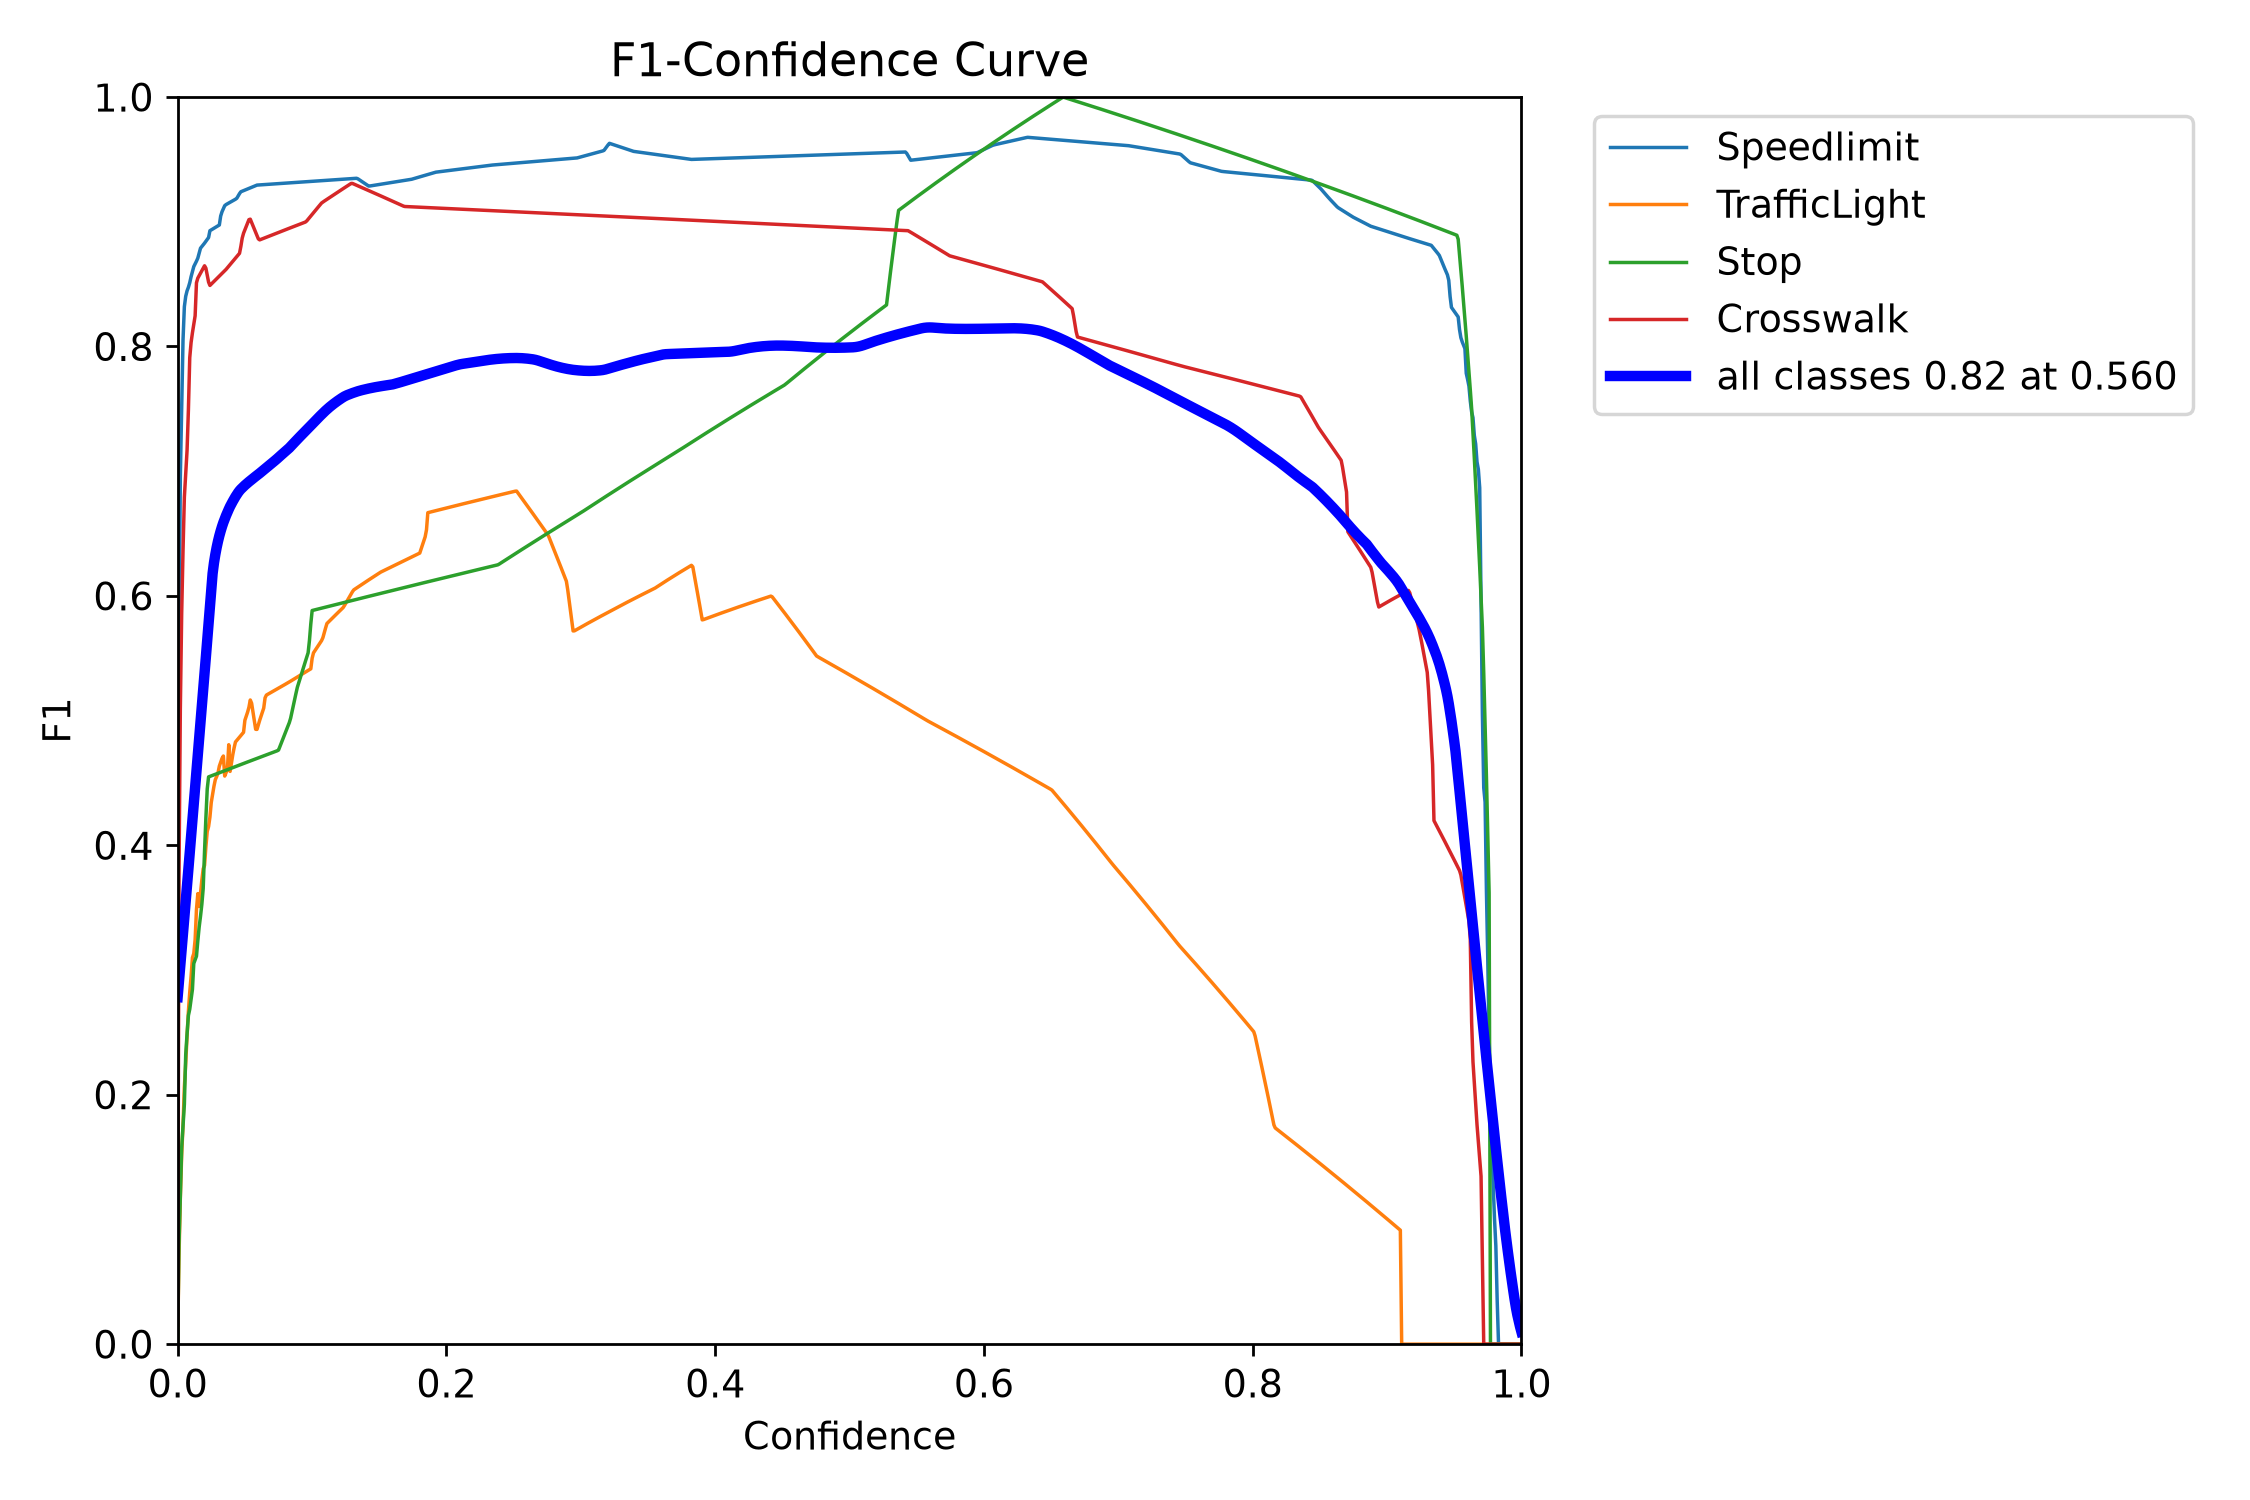 F1-Confidence Curve
1.0
0.8
0.6
0.4
0.2
0.0
F1
0.0 0.2 0.4 0.6 0.8 1.0
Confidence
Speedlimit
TrafficLight
Stop
Crosswalk
all classes 0.82 at 0.560